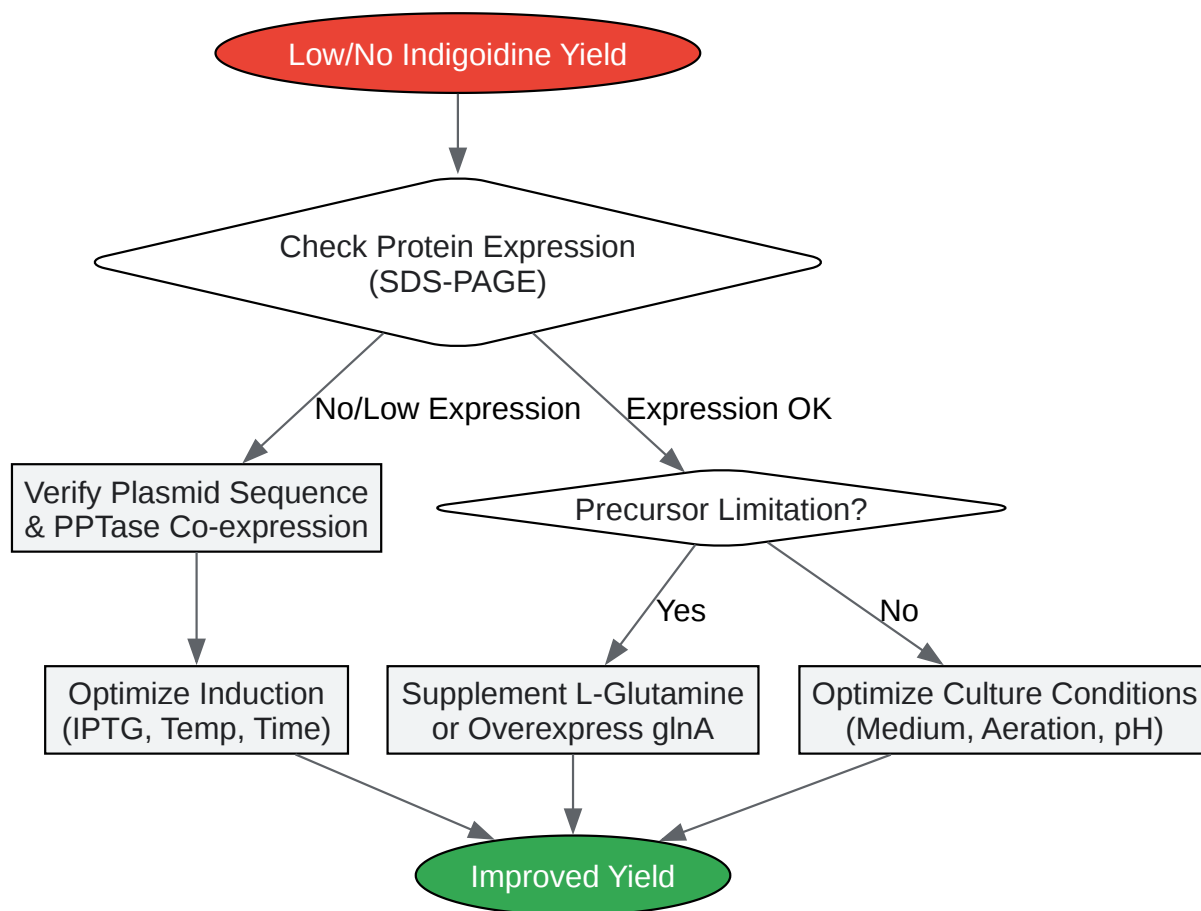 Low/No Indigoidine Yield
Check Protein Expression
(SDS-PAGE)
No/Low Expression
Expression OK
Verify Plasmid Sequence
& PPTase Co-expression
Precursor Limitation?
Yes
No
Optimize Induction
(IPTG, Temp, Time)
Supplement L-Glutamine
or Overexpress glnA
Optimize Culture Conditions
(Medium, Aeration, pH)
Improved Yield